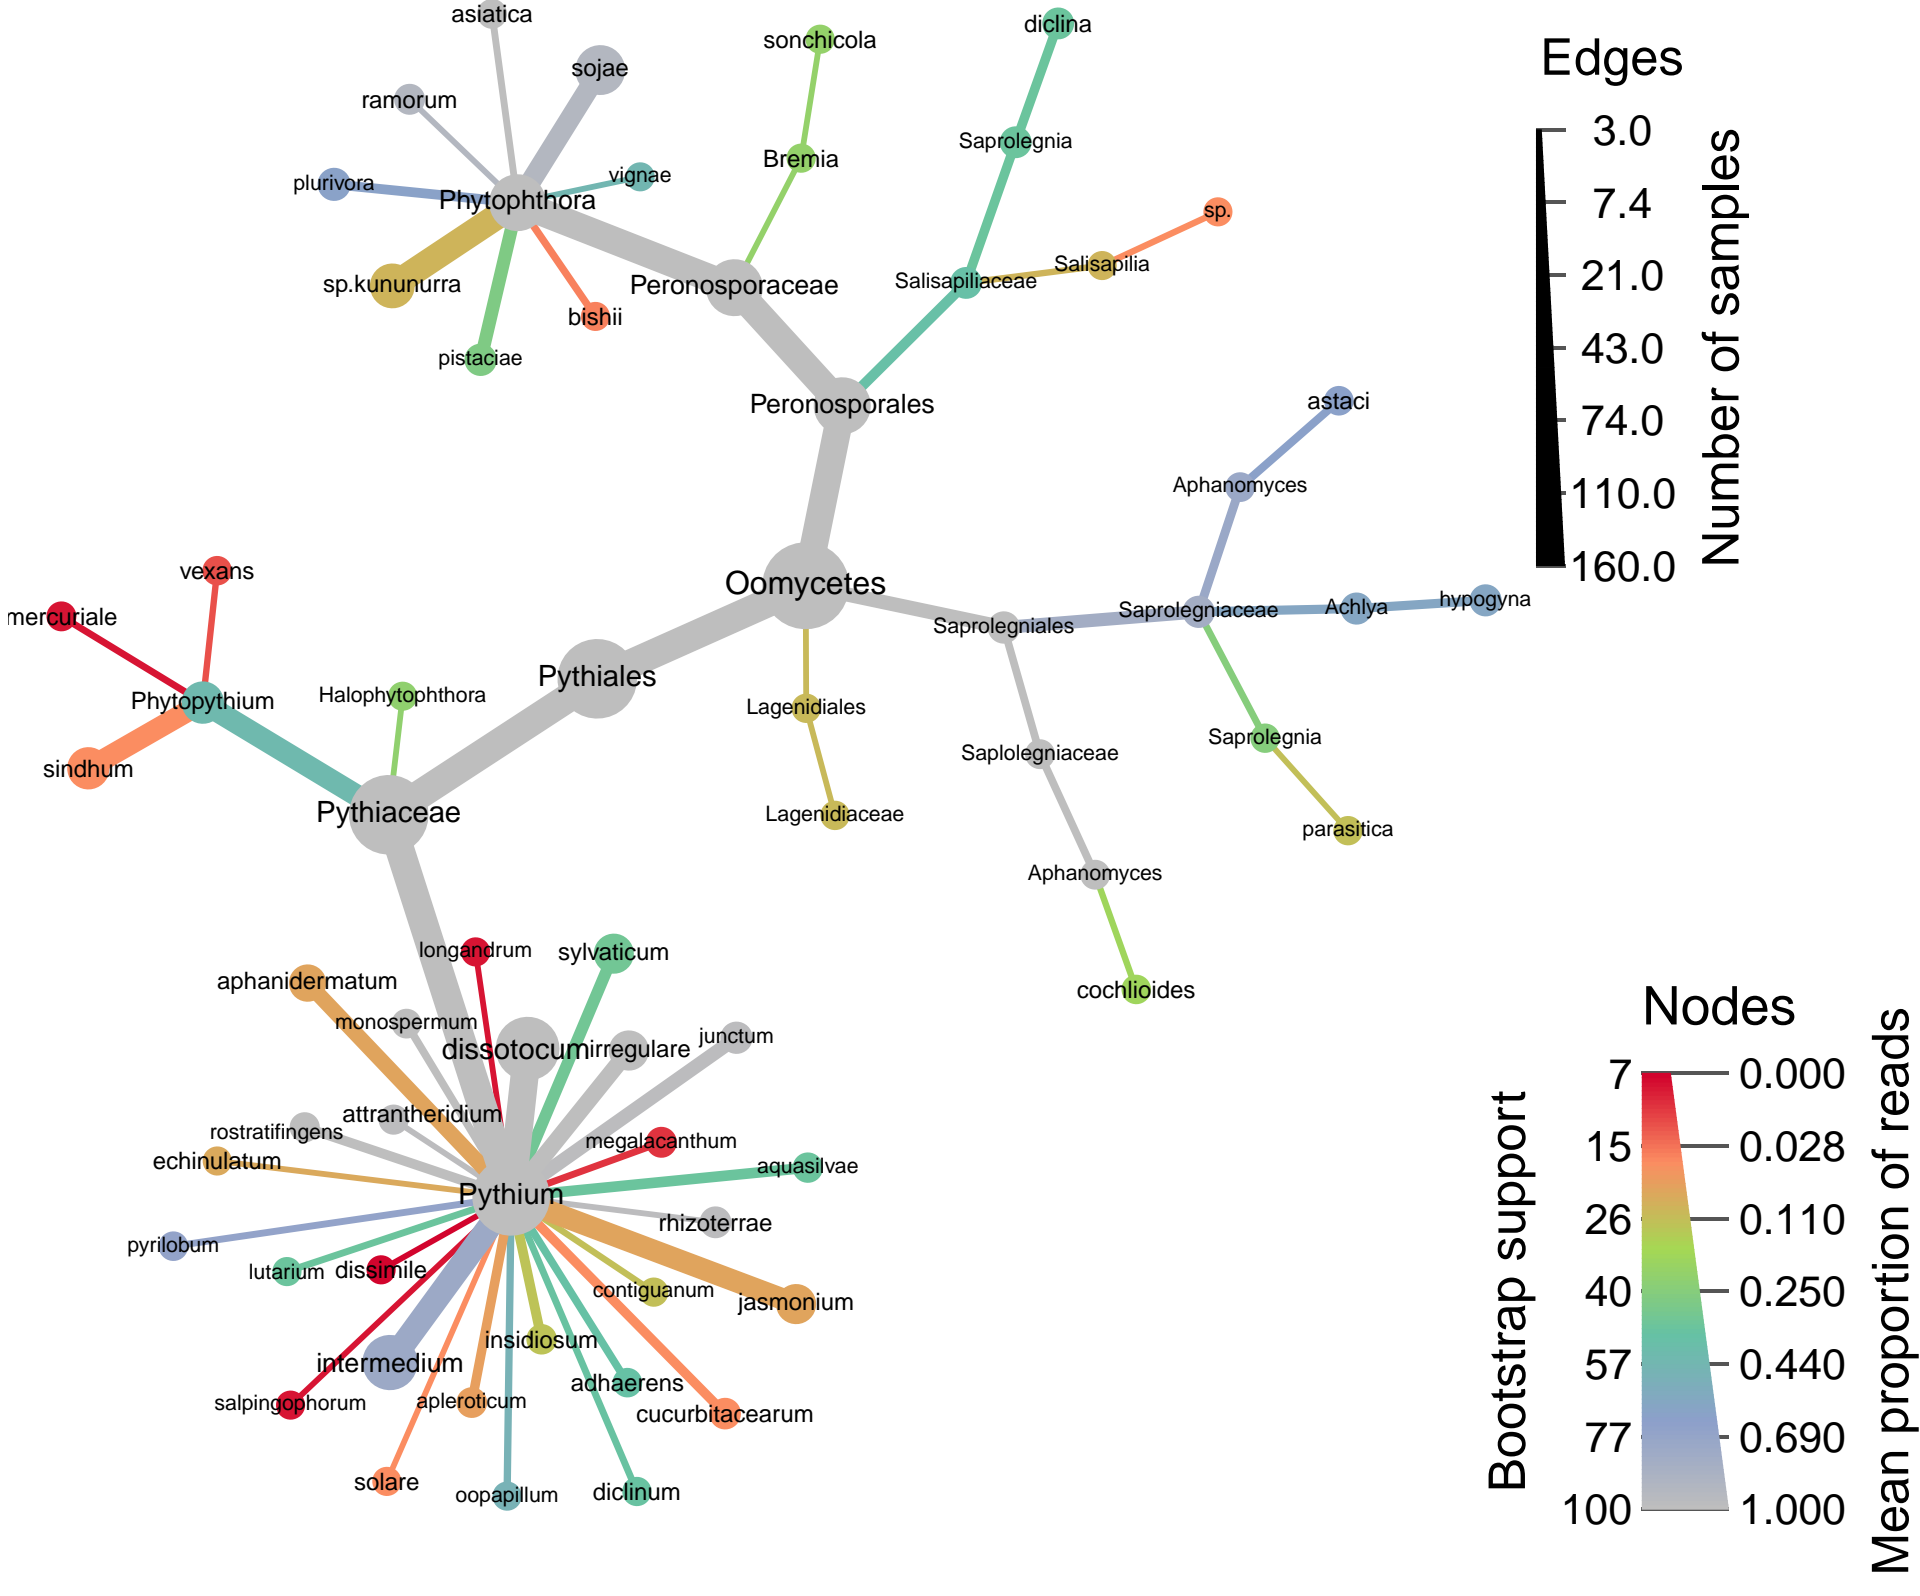 asiatica
sonchicola
diclina
sojae
ramorum
Bremia
Saprolegnia
plurivora
vignae
Phytophthora
sp.
sp.kununurra
Peronosporaceae
Salisapiliaceae
Salisapilia
bishii
pistaciae
Peronosporales
astaci
Aphanomyces
vexans
Oomycetes
mercuriale
Saprolegniales
Saprolegniaceae
Achlya
hypogyna
Pythiales
Phytopythium
Halophytophthora
Lagenidiales
Saplolegniaceae
Saprolegnia
sindhum
Pythiaceae
Lagenidiaceae
parasitica
Aphanomyces
longandrum
sylvaticum
aphanidermatum
cochlioides
monospermum
dissotocum
irregulare
junctum
attrantheridium
rostratifingens
megalacanthum
echinulatum
aquasilvae
Pythium
rhizoterrae
pyrilobum
lutarium
dissimile
contiguanum
jasmonium
insidiosum
intermedium
adhaerens
salpingophorum
apleroticum
cucurbitacearum
solare
oopapillum
diclinum
Edges
3.0
7.4
21.0
43.0
74.0
110.0
160.0
Number of samples
Nodes
7 0.000
15 0.028
26 0.110
40 0.250
57 0.440
77 0.690
100 1.000
Bootstrap support
Mean proportion of reads